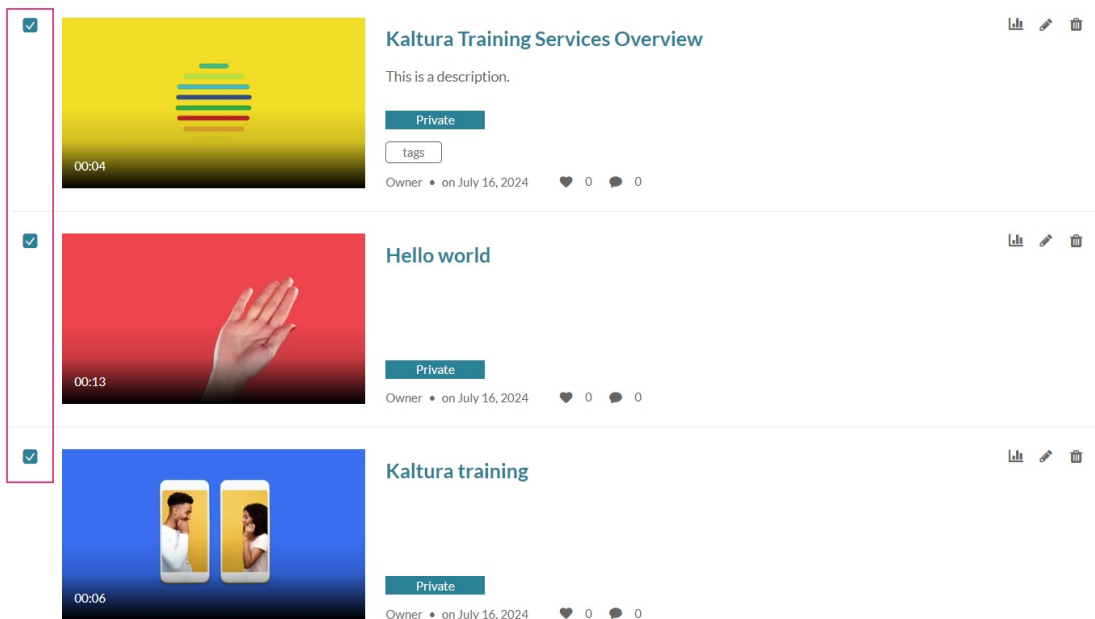 Kaltura Training Services Overview
This is a description.
Private
tags
00:04
Owner • on July 16, 2024 0 0
Hello world
Private
00:13
Owner • on July 16, 2024 0 0
Kaltura training
Private
00:06
Owner • on July 16, 2024 0 0